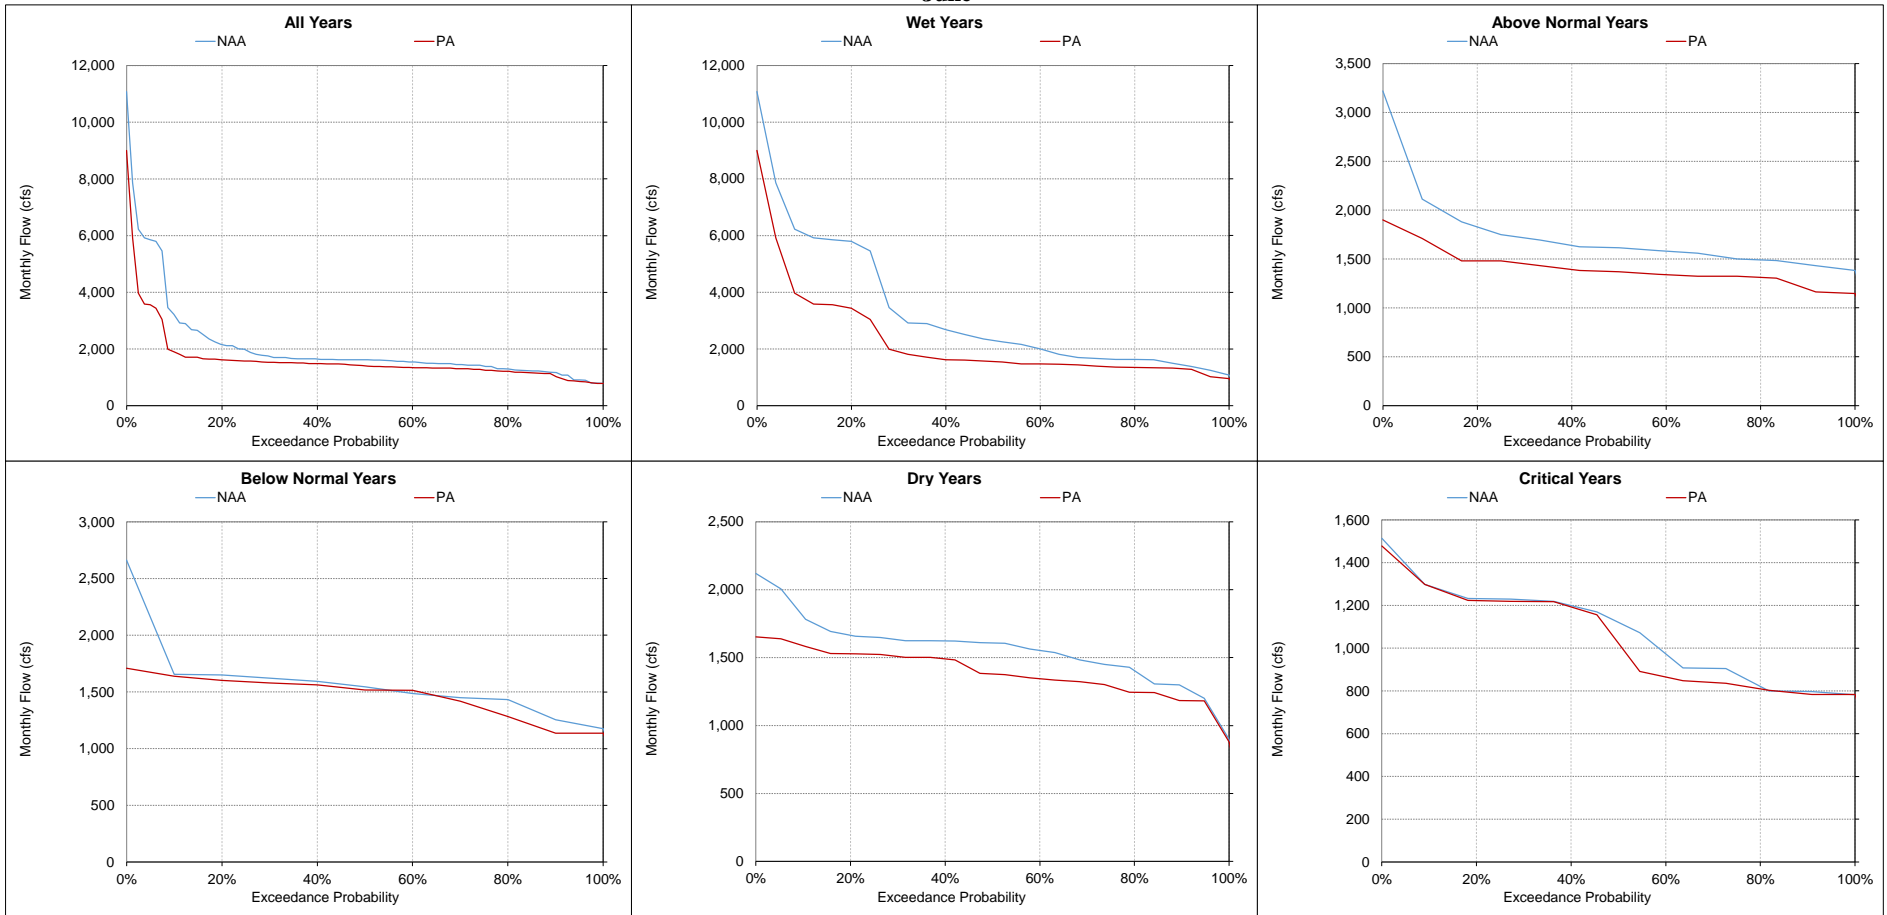 All Years
NAA PA
12,000
10,000
8,000
6,000
4,000
2,000
0
Monthly Flow (cfs)
0% 20% 40% 60% 80% 100%
Exceedance Probability
Wet Years
NAA PA
12,000
10,000
8,000
6,000
4,000
2,000
0
Monthly Flow (cfs)
0% 20% 40% 60% 80% 100%
Exceedance Probability
Above Normal Years
NAA PA
3,500
3,000
2,500
2,000
1,500
1,000
500
0
Monthly Flow (cfs)
0% 20% 40% 60% 80% 100%
Exceedance Probability
Below Normal Years
NAA PA
3,000
2,500
2,000
1,500
1,000
500
0
Monthly Flow (cfs)
0% 20% 40% 60% 80% 100%
Exceedance Probability
Dry Years
NAA PA
2,500
2,000
1,500
1,000
500
0
Monthly Flow (cfs)
0% 20% 40% 60% 80% 100%
Exceedance Probability
Critical Years
NAA PA
1,600
1,400
1,200
1,000
800
600
400
200
0
Monthly Flow (cfs)
0% 20% 40% 60% 80% 100%
Exceedance Probability